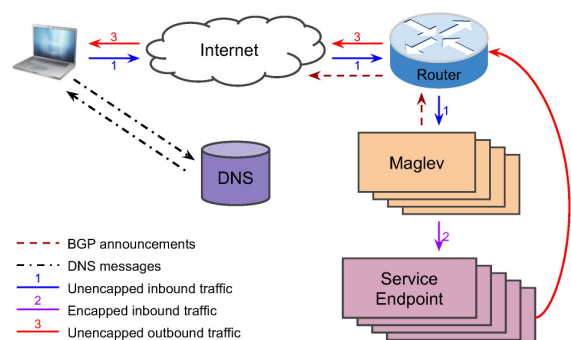 3
3
Internet
1
1
Router
1
Maglev
DNS
2
Service
Endpoint
BGP announcements
DNS messages
1
Unencapped inbound traffic
2
Encapped inbound traffic
3
Unencapped outbound traffic